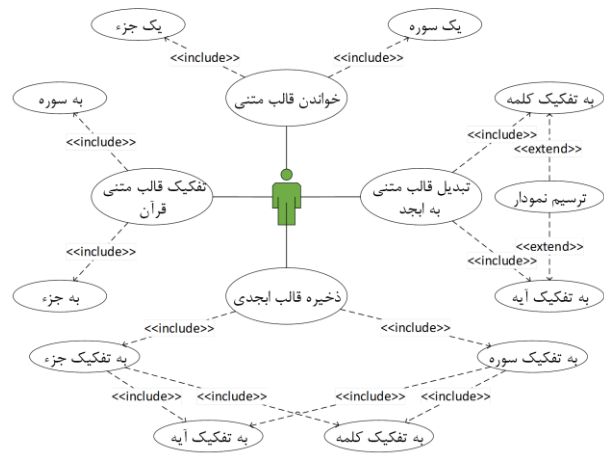 یک سوره
یک جزء
<<include>>
<<include>>
خواندن قالب متنی
به تفکیک کلمه
به سوره
<<include>>
<<include>>
<<extend>>
ترسیم نمودار
تبدیل قالب متنی
به ابجد
تفکیک قالب متنی
قرآن
<<extend>>
<<include>>
<<include>>
به تفکیک آیه
ذخیره قالب ابجدی
به جزء
<<include>>
<<include>>
به تفکیک سوره
به تفکیک جزء
<<include>>
<<include>>
<<include>>
<<include>>
به تفکیک کلمه
به تفکیک آیه